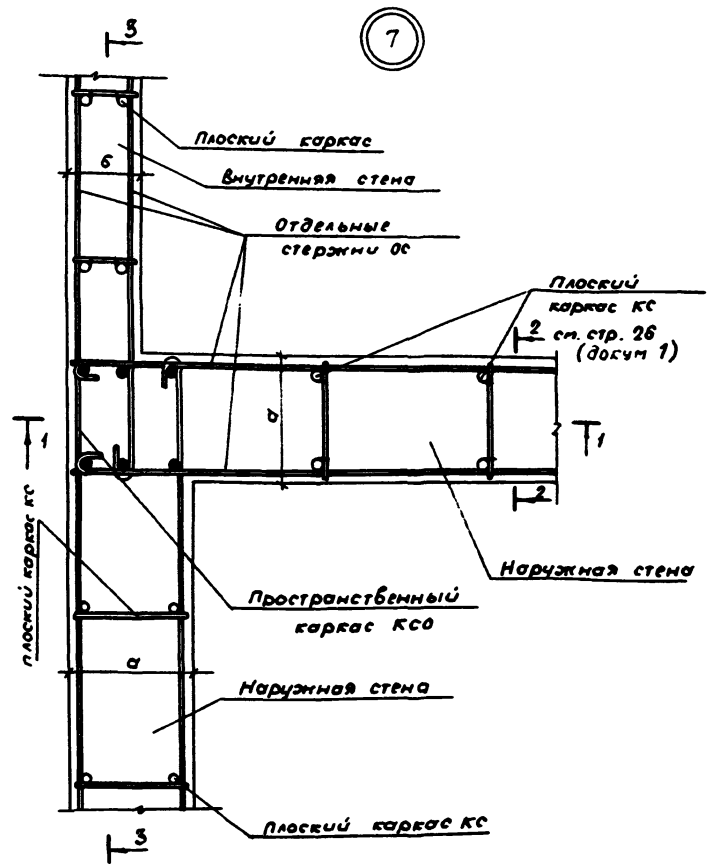 3
7
Плоский каркас
б
Внутренняя стена
Отдельные
стержни ОС
Плоский
каркас КС
2 см. стр. 26
(докум 1)
а
1
1
2
плоский каркас КС
Наружная стена
Пространственный
каркас КСО
а
Наружная стена
Плоский каркас КС
3